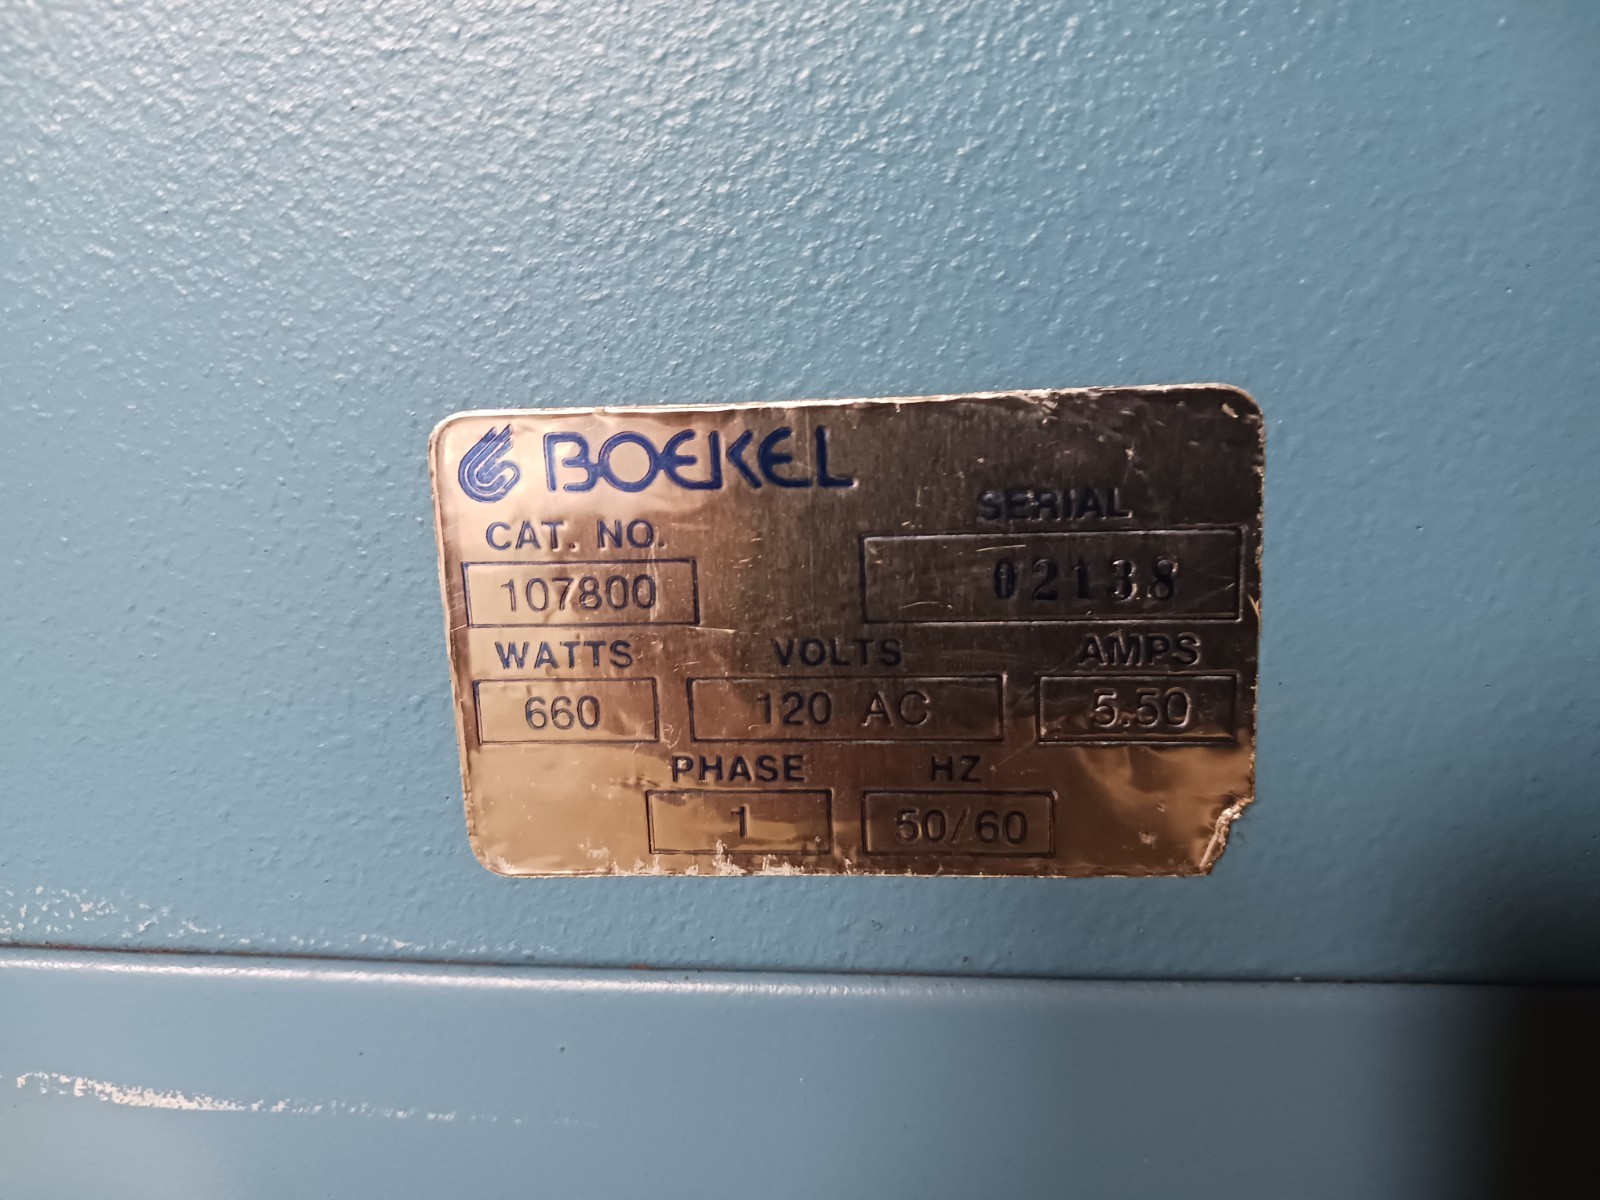 BOEKEL
SERIAL
CAT. NO.
02138
107800
WATTS VOLTS AMPS
660 120 AC 5.50
PHASE HZ
1 50/60